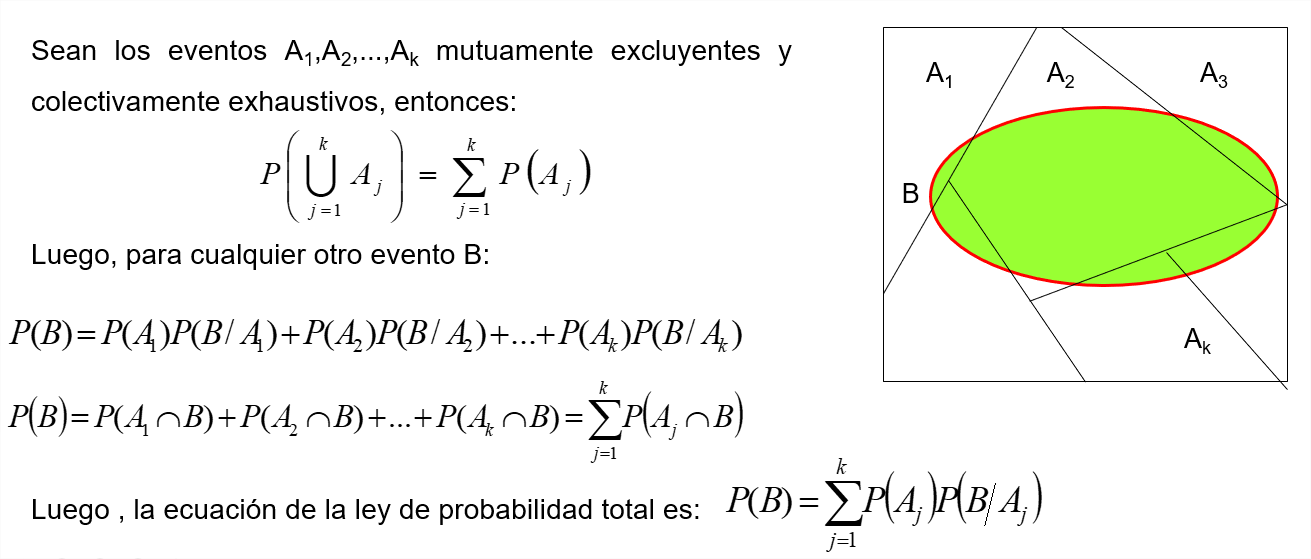 Sean los eventos A₁,A₂,...,Aₖ mutuamente excluyentes y
colectivamente exhaustivos, entonces:
P(⋃_{j=1}^{k} A_j) = ∑_{j=1}^{k} P(A_j)
Luego, para cualquier otro evento B:
P(B)=P(A₁)P(B/A₁)+P(A₂)P(B/A₂)+...+P(Aₖ)P(B/Aₖ)
P(B)=P(A₁∩B)+P(A₂∩B)+...+P(Aₖ∩B)=∑_{j=1}^{k}P(A_j∩B)
Luego , la ecuación de la ley de probabilidad total es: P(B)=∑_{j=1}^{k}P(A_j)P(B/A_j)
A₁ A₂ A₃
B
Aₖ